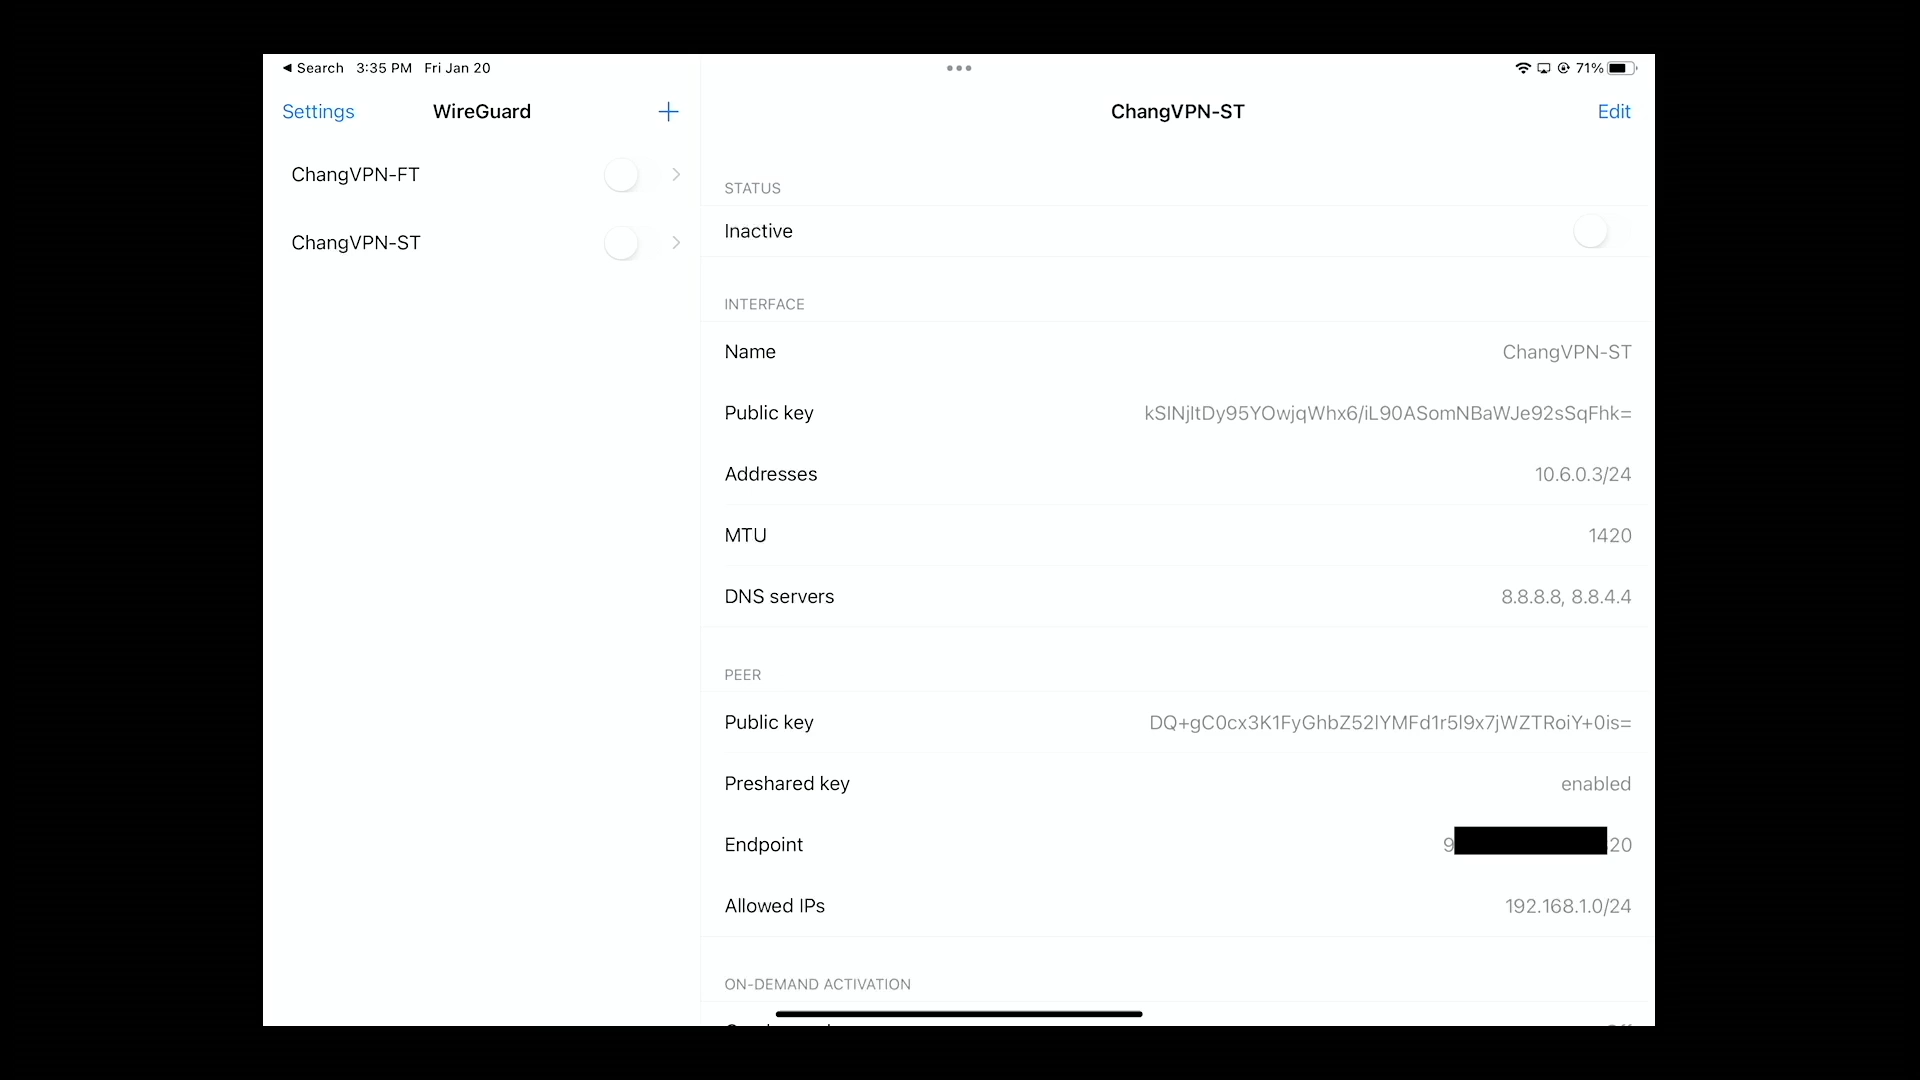 ◀ Search 3:35 PM Fri Jan 20
71%
Settings WireGuard +
ChangVPN-ST Edit
ChangVPN-FT
ChangVPN-ST
STATUS
Inactive
INTERFACE
Name ChangVPN-ST
Public key kSINjItDy95YOwjqWhx6/iL90ASomNBaWJe92sSqFhk=
Addresses 10.6.0.3/24
MTU 1420
DNS servers 8.8.8.8, 8.8.4.4
PEER
Public key DQ+gC0cx3K1FyGhbZ52lYMFd1r5l9x7jWZTRoiY+0is=
Preshared key enabled
Endpoint 9 20
Allowed IPs 192.168.1.0/24
ON-DEMAND ACTIVATION